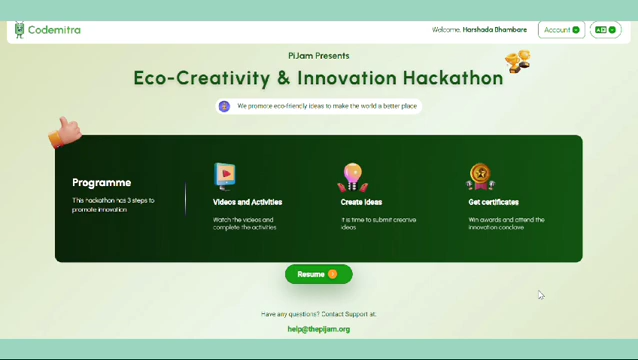 Codemitra
Welcome, Harshada Bhambare
Account
PiJam Presents
Eco-Creativity & Innovation Hackathon
We promote eco-friendly ideas to make the world a better place
Programme
This hackathon has 3 steps to
promote innovation
Videos and Activities
Watch the videos and
complete the activities
Create Ideas
It is time to submit creative
ideas
Get certificates
Win awards and attend the
innovation conclave
Resume
Have any questions? Contact Support at:
help@thepijam.org